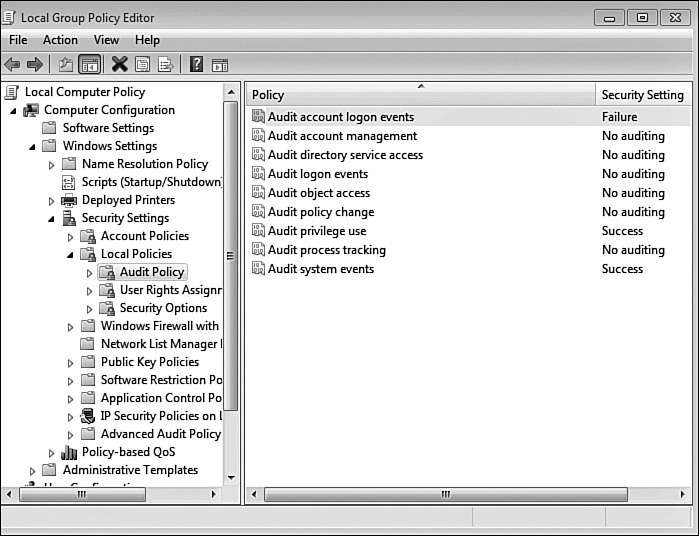 Local Group Policy Editor
File Action View Help
Local Computer Policy
Computer Configuration
Software Settings
Windows Settings
Name Resolution Policy
Scripts (Startup/Shutdown)
Deployed Printers
Security Settings
Account Policies
Local Policies
Audit Policy
User Rights Assignm
Security Options
Windows Firewall with
Network List Manager
Public Key Policies
Software Restriction Po
Application Control Po
IP Security Policies on L
Advanced Audit Policy
Policy-based QoS
Administrative Templates
Policy Security Setting
Audit account logon events Failure
Audit account management No auditing
Audit directory service access No auditing
Audit logon events No auditing
Audit object access No auditing
Audit policy change No auditing
Audit privilege use Success
Audit process tracking No auditing
Audit system events Success